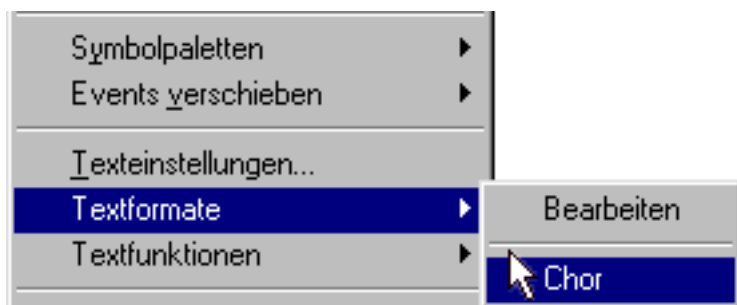 Symbolpaletten
Events verschieben
Texteinstellungen...
Textformate
Bearbeiten
Textfunktionen
Chor